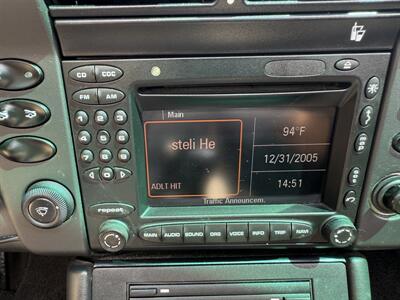 CD CDC
FM AM
Main
steli He
ADLT HIT
94°F
12/31/2005
14:51
Traffic Announcem.
repeat
MAIN AUDIO SOUND ORG VOICE INFO TRIP NAVI